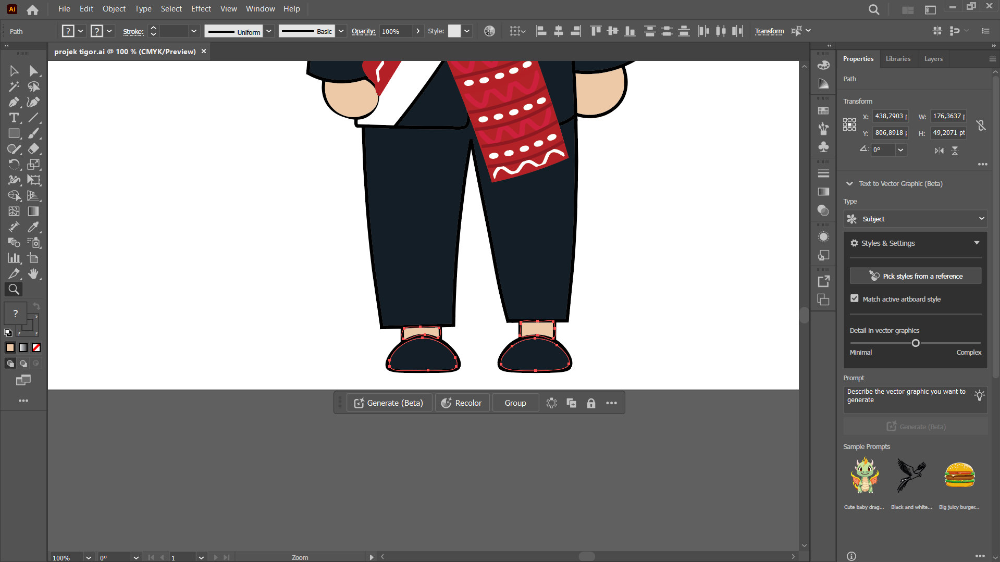 Ai File Edit Object Type Select Effect View Window Help
Path ? ? Stroke: Uniform Basic Opacity: 100% Style: Transform
projek tigor.ai @ 100 % (CMYK/Preview) ×
Properties Libraries Layers
Path
Transform
X: 438,7903 p W: 176,3637 p
Y: 806,8918 p H: 49,2071 pt
0°
Text to Vector Graphic (Beta)
Type
Subject
Styles & Settings
Pick styles from a reference
Match active artboard style
Detail in vector graphics
Minimal Complex
Prompt
Describe the vector graphic you want to
generate
Generate (Beta)
Sample Prompts
Cute baby drag... Black and white... Big juicy burger...
? ? ?
Generate (Beta) Recolor Group
100% 0° 1 Zoom